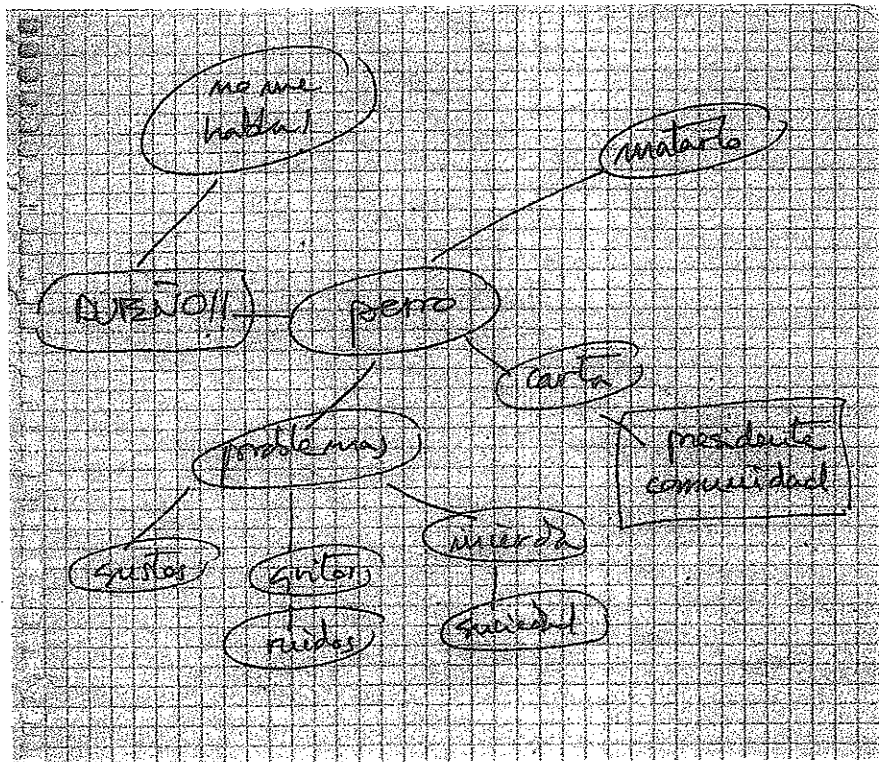 no me
habla!
matarlo
DUEÑO!!
perro
carta
problemas
presidente
comunidad
mierda
sustos
gritos
ruidos
suciedad